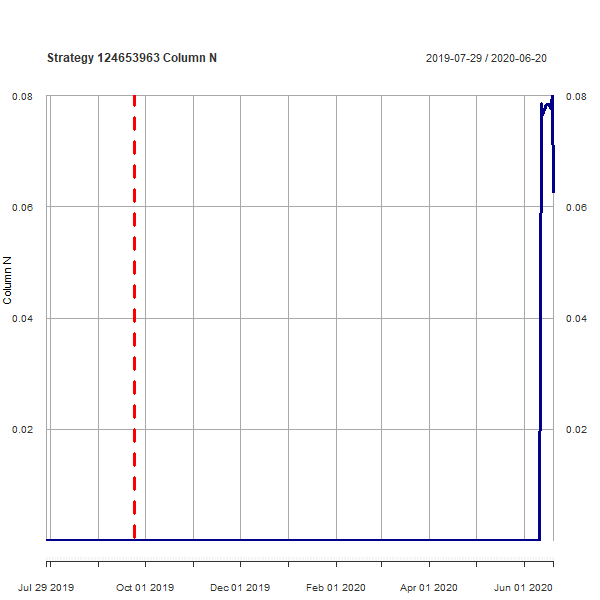 Strategy 124653963 Column N
2019-07-29 / 2020-06-20
0.08
0.08
0.06
0.06
Column N
0.04
0.04
0.02
0.02
Jul 29 2019
Oct 01 2019
Dec 01 2019
Feb 01 2020
Apr 01 2020
Jun 01 2020